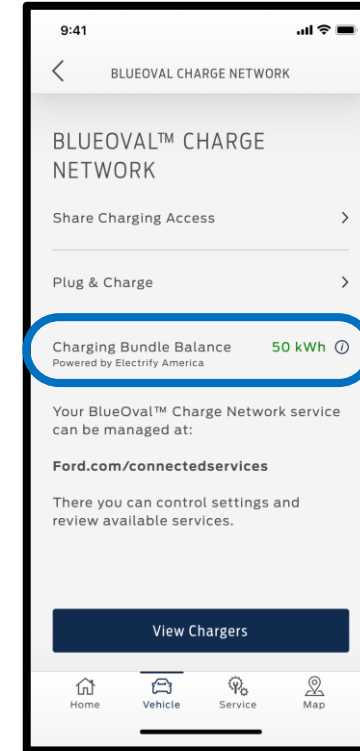 9:41
BLUEOVAL CHARGE NETWORK
BLUEOVAL™ CHARGE
NETWORK
Share Charging Access
Plug & Charge
Charging Bundle Balance 50 kWh i
Powered by Electrify America
Your BlueOval™ Charge Network service
can be managed at:
Ford.com/connectedservices
There you can control settings and
review available services.
View Chargers
Home Vehicle Service Map